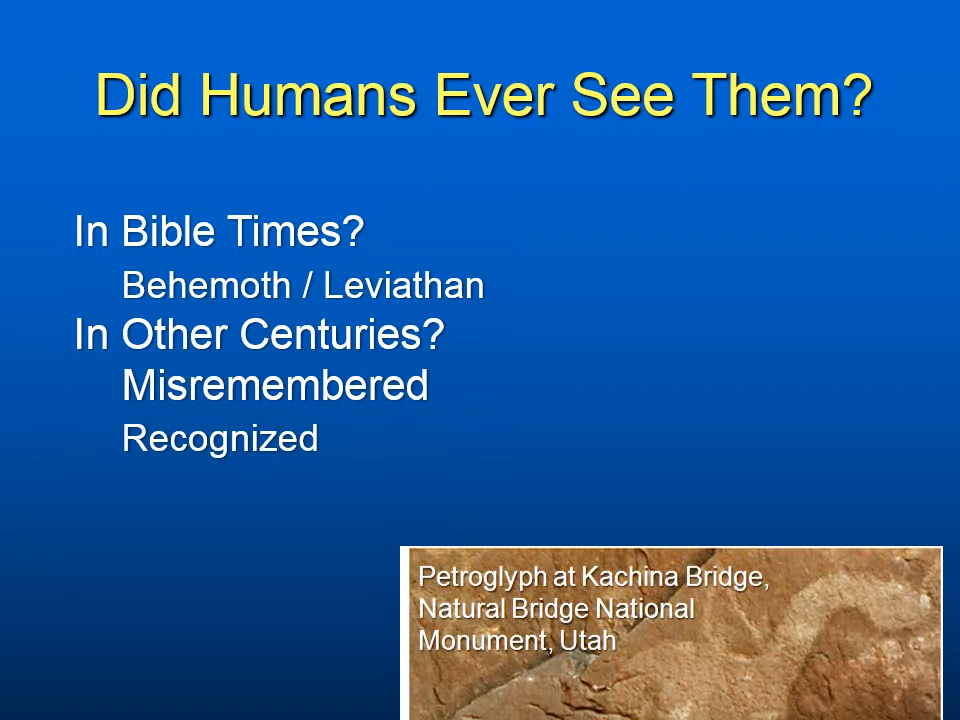 Did Humans Ever See Them?
In Bible Times?
Behemoth / Leviathan
In Other Centuries?
Misremembered
Recognized
Petroglyph at Kachina Bridge,
Natural Bridge National
Monument, Utah